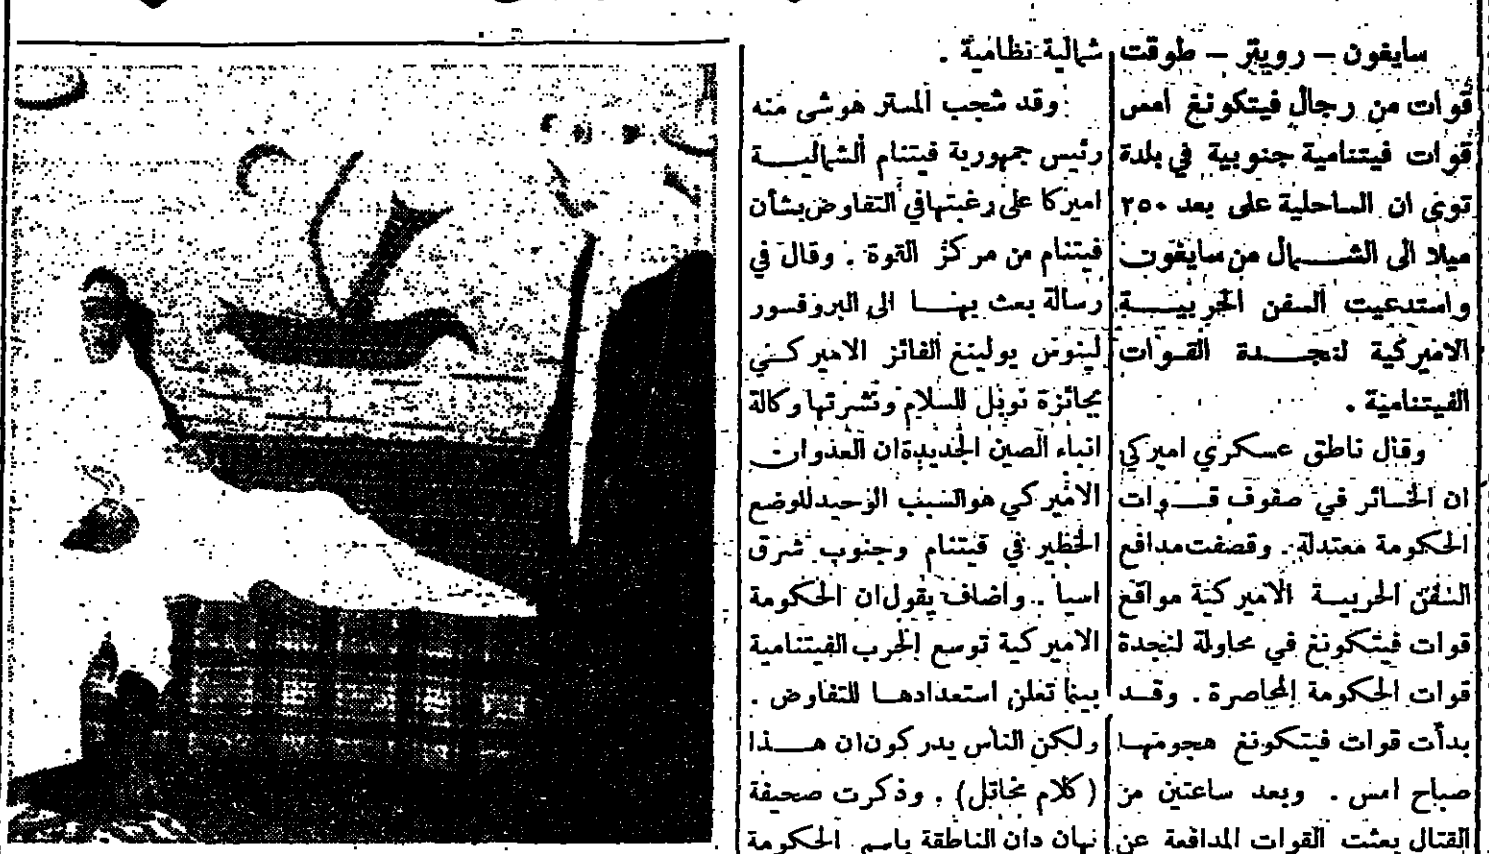 سايغون – رويتر – طوقت
قوات من رجال فيتكونغ امس
قوات فيتنامية جنوبية في بلدة
توي ان الساحلية على بعد ٢٥٠
ميلا الى الشمال من سايغون
واستدعيت السفن الحربية
الاميركية لنجدة القوات
الفيتنامية .
وقال ناطق عسكري اميركي
ان الخسائر في صفوف قوات
الحكومة معتدلة . وقصفت مدافع
السفن الحربية الاميركية مواقع
قوات فيتكونغ في محاولة لنجدة
قوات الحكومة المحاصرة . وقد
بدأت قوات فيتكونغ هجومها
صباح امس . وبعد ساعتين من
القتال بعثت القوات المدافعة عن
شمالية نظامية .
وقد شجب المستر هوشي منه
رئيس جمهورية فيتنام الشمالية
اميركا على رغبتها في التفاوض بشأن
فيتنام من مركز القوة . وقال في
رسالة بعث بها الى البروفسور
لينوس بولينغ الفائز الاميركي
بجائزة نوبل للسلام ونشرتها وكالة
انباء الصين الجديدة ان العدوان
الاميركي هو السبب الوحيد للوضع
الخطير في فيتنام وجنوب شرق
اسيا . واضاف يقول ان الحكومة
الاميركية توسع الحرب الفيتنامية
بينما تعلن استعدادها للتفاوض .
ولكن الناس يدركون ان هذا
(كلام مخاتل) . وذكرت صحيفة
نهان دان الناطقة باسم الحكومة